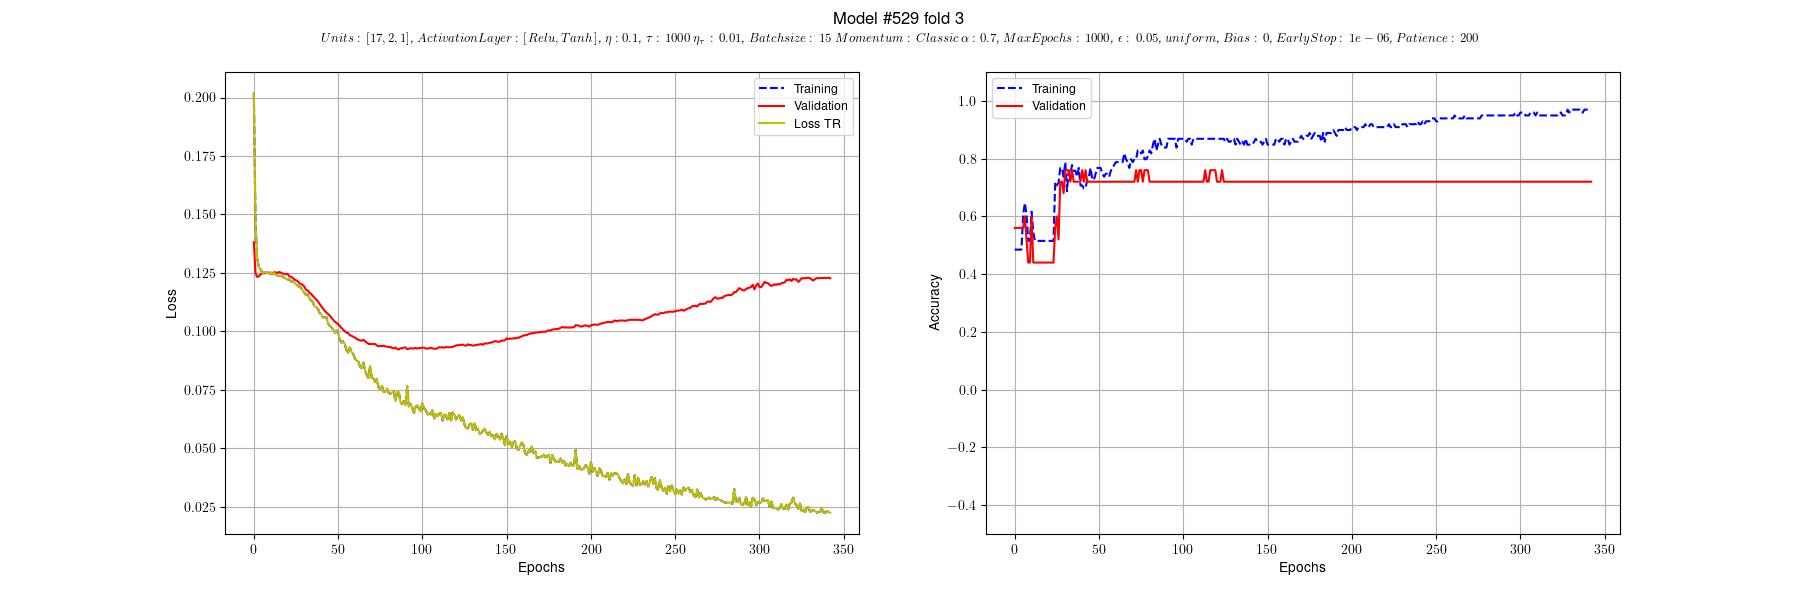 Model #529 fold 3
Units : [17, 2, 1], ActivationLayer : [Relu, Tanh], η : 0.1, τ : 1000 η_τ : 0.01, Batchsize : 15 Momentum : Classic α : 0.7, MaxEpochs : 1000, ϵ : 0.05, uniform, Bias : 0, EarlyStop : 1e − 06, Patience : 200
0.200
0.175
0.150
0.125
0.100
0.075
0.050
0.025
Loss
Training
Validation
Loss TR
0 50 100 150 200 250 300 350
Epochs
1.0
0.8
0.6
0.4
0.2
0.0
−0.2
−0.4
Accuracy
Training
Validation
0 50 100 150 200 250 300 350
Epochs